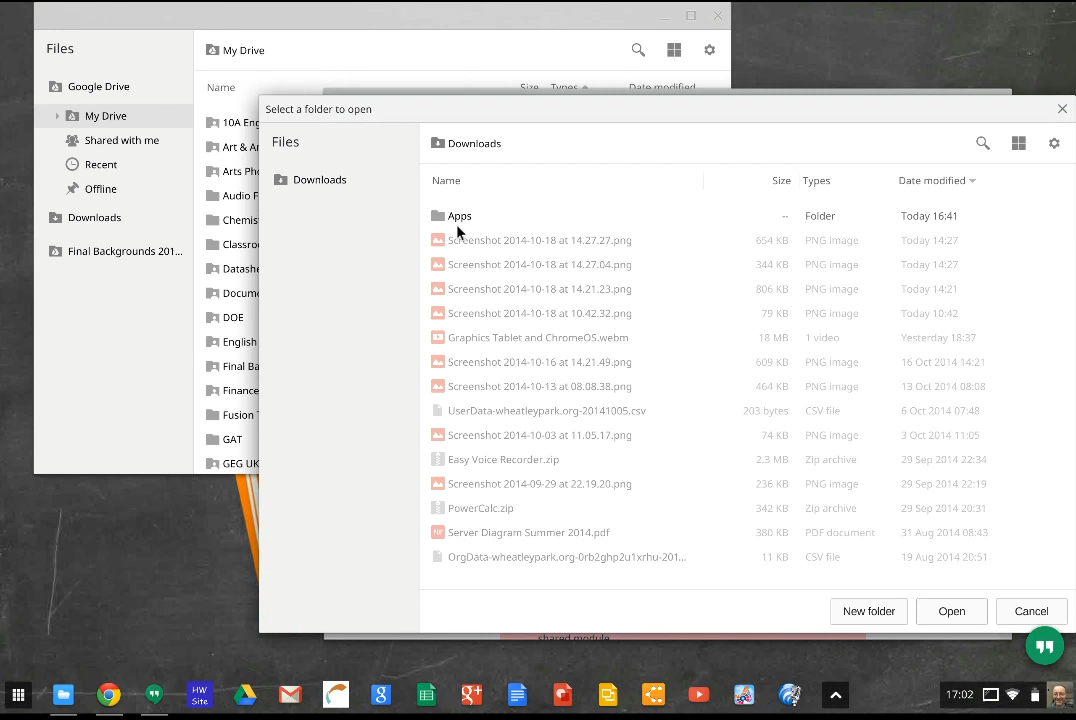 Files
My Drive
Google Drive
My Drive
Shared with me
Recent
Offline
Downloads
Final Backgrounds 201...
Name Size Types Date modified
10A Eng
Art & A
Arts Pho
Audio F
Chemis
Classro
Datashe
Docume
DOE
English
Final Ba
Finance
Fusion T
GAT
GEG UK
Select a folder to open
Files
Downloads
Downloads
Name Size Types Date modified
Apps -- Folder Today 16:41
Screenshot 2014-10-18 at 14.27.27.png 654 KB PNG image Today 14:27
Screenshot 2014-10-18 at 14.27.04.png 344 KB PNG image Today 14:27
Screenshot 2014-10-18 at 14.21.23.png 806 KB PNG image Today 14:21
Screenshot 2014-10-18 at 10.42.32.png 79 KB PNG image Today 10:42
Graphics Tablet and ChromeOS.webm 18 MB 1 video Yesterday 18:37
Screenshot 2014-10-16 at 14.21.49.png 609 KB PNG image 16 Oct 2014 14:21
Screenshot 2014-10-13 at 08.08.38.png 464 KB PNG image 13 Oct 2014 08:08
UserData-wheatleypark.org-20141005.csv 203 bytes CSV file 6 Oct 2014 07:48
Screenshot 2014-10-03 at 11.05.17.png 74 KB PNG image 3 Oct 2014 11:05
Easy Voice Recorder.zip 2.3 MB Zip archive 29 Sep 2014 22:34
Screenshot 2014-09-29 at 22.19.20.png 236 KB PNG image 29 Sep 2014 22:19
PowerCalc.zip 342 KB Zip archive 29 Sep 2014 20:31
Server Diagram Summer 2014.pdf 380 KB PDF document 31 Aug 2014 08:43
OrgData-wheatleypark.org-0rb2ghp2u1xrhu-201... 11 KB CSV file 19 Aug 2014 20:51
New folder Open Cancel
shared module
HW
Site
17:02